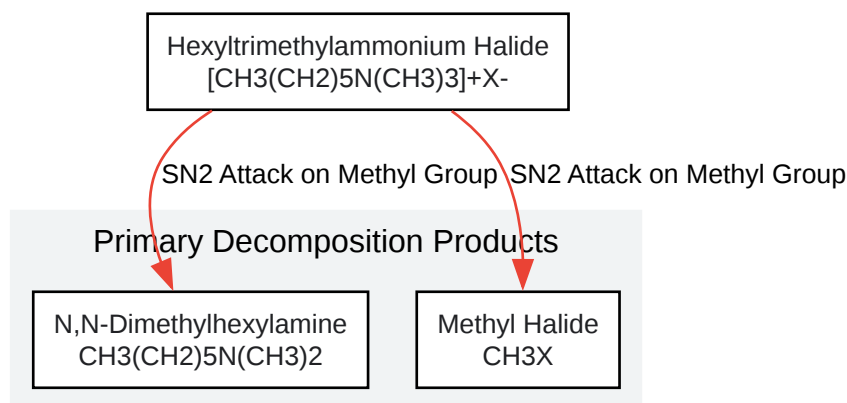 Hexyltrimethylammonium Halide
[CH3(CH2)5N(CH3)3]+X-
SN2 Attack on Methyl Group
SN2 Attack on Methyl Group
Primary Decomposition Products
N,N-Dimethylhexylamine
CH3(CH2)5N(CH3)2
Methyl Halide
CH3X